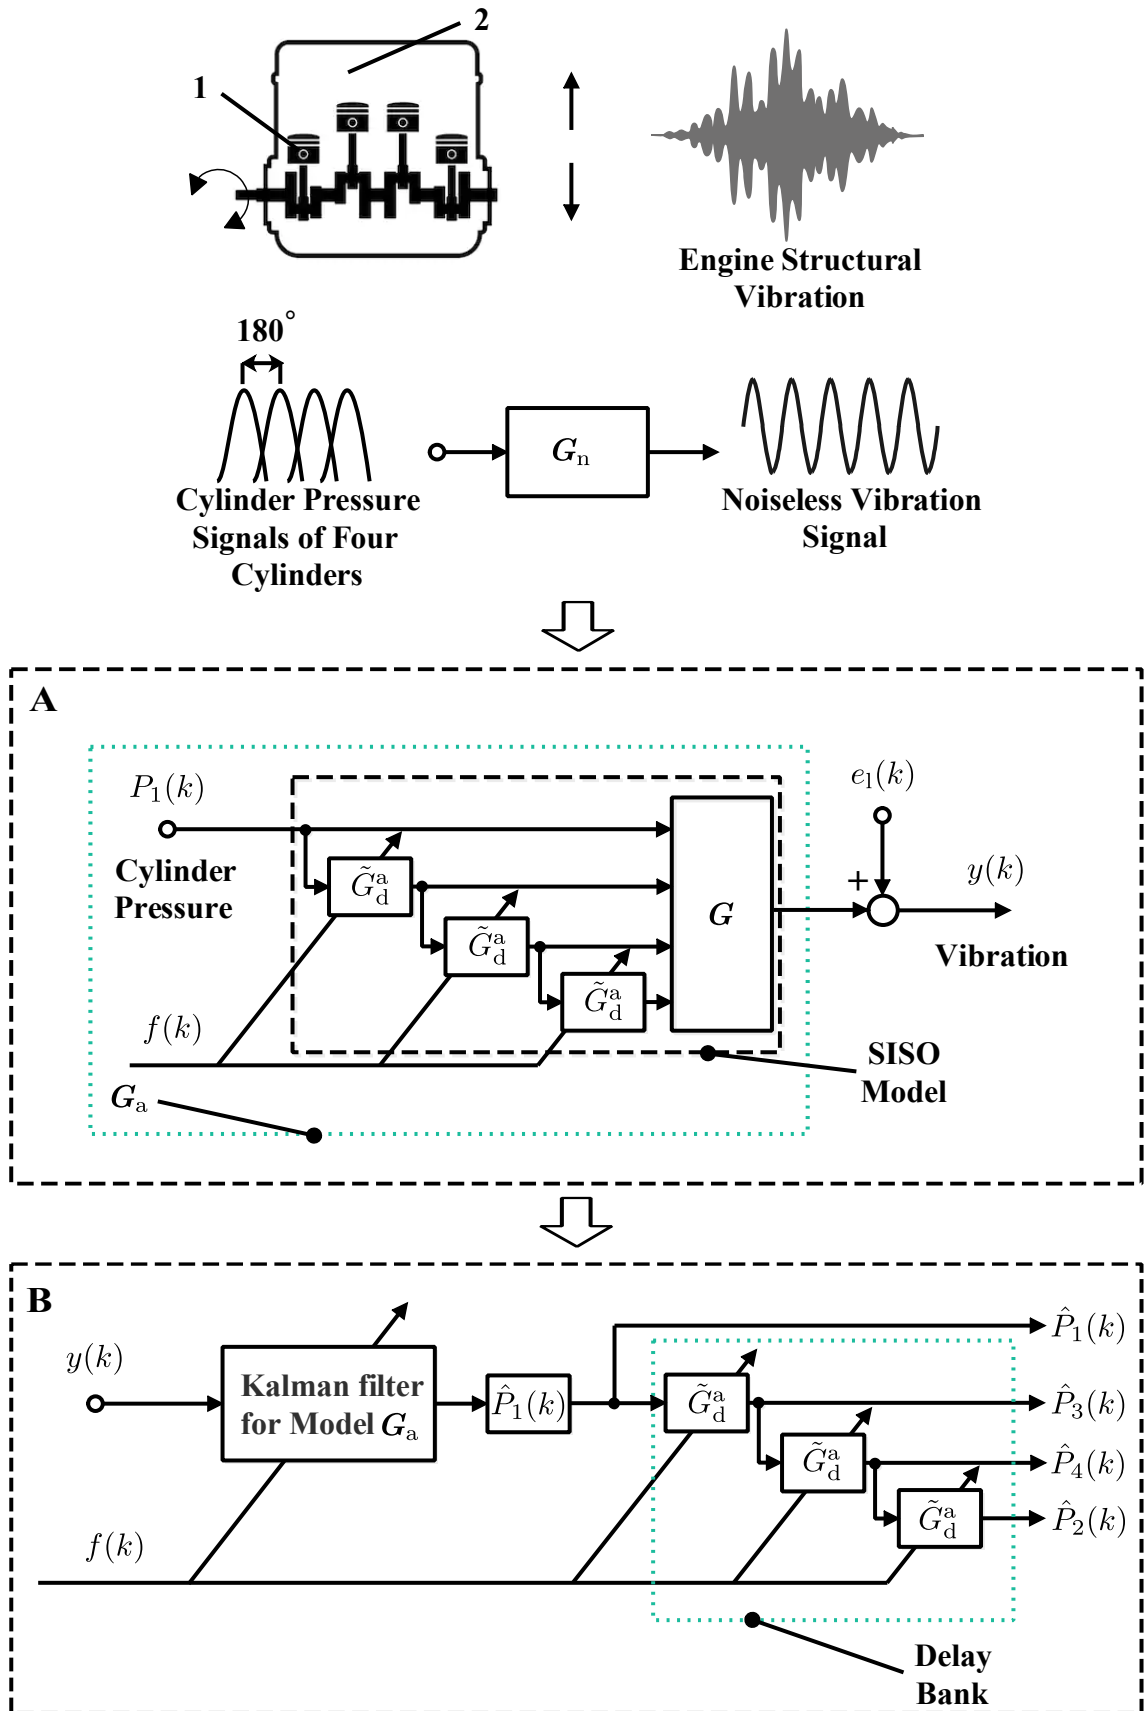 2
1
Engine Structural
Vibration
180°
Gₙ
Cylinder Pressure
Signals of Four
Cylinders
Noiseless Vibration
Signal
A
P₁(k)
eₗ(k)
Cylinder
Pressure
G̃ᵈᵃ
G̃ᵈᵃ
G̃ᵈᵃ
G
+
y(k)
Vibration
f(k)
SISO
Model
Gₐ
B
y(k)
Kalman filter
for Model Gₐ
P̂₁(k)
G̃ᵈᵃ
G̃ᵈᵃ
G̃ᵈᵃ
P̂₁(k)
P̂₃(k)
P̂₄(k)
P̂₂(k)
f(k)
Delay
Bank